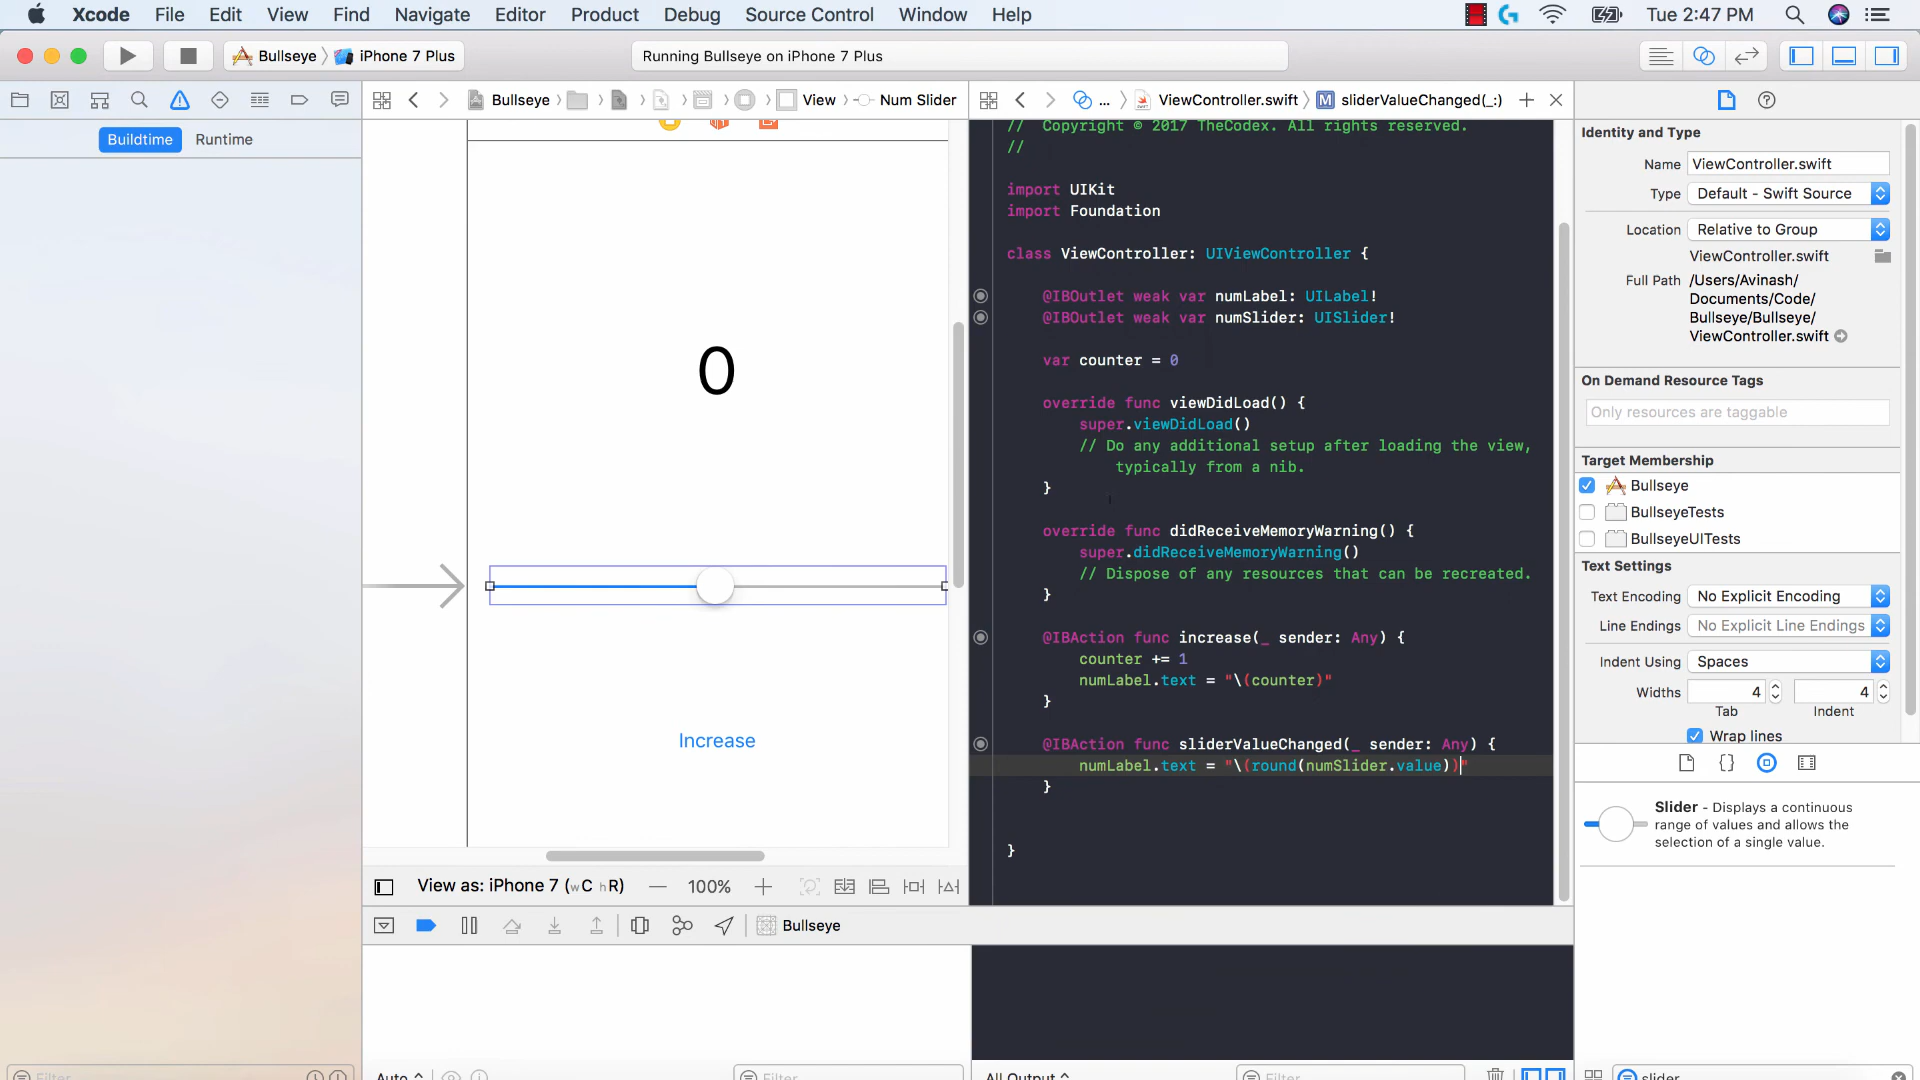 Xcode File Edit View Find Navigate Editor Product Debug Source Control Window Help Tue 2:47 PM
Bullseye iPhone 7 Plus
Running Bullseye on iPhone 7 Plus
Bullseye View Num Slider
... ViewController.swift sliderValueChanged(_:)
Buildtime Runtime
0
Increase
View as: iPhone 7 (wC hR) 100%
Bullseye
Auto
Filter
Filter
All Output
Filter
slider
// Copyright © 2017 TheCodex. All rights reserved.
//
import UIKit
import Foundation
class ViewController: UIViewController {
@IBOutlet weak var numLabel: UILabel!
@IBOutlet weak var numSlider: UISlider!
var counter = 0
override func viewDidLoad() {
super.viewDidLoad()
// Do any additional setup after loading the view,
typically from a nib.
}
override func didReceiveMemoryWarning() {
super.didReceiveMemoryWarning()
// Dispose of any resources that can be recreated.
}
@IBAction func increase(_ sender: Any) {
counter += 1
numLabel.text = "\(counter)"
}
@IBAction func sliderValueChanged(_ sender: Any) {
numLabel.text = "\(round(numSlider.value))"
}
}
Identity and Type
Name ViewController.swift
Type Default - Swift Source
Location Relative to Group
ViewController.swift
Full Path /Users/Avinash/
Documents/Code/
Bullseye/Bullseye/
ViewController.swift
On Demand Resource Tags
Only resources are taggable
Target Membership
Bullseye
BullseyeTests
BullseyeUITests
Text Settings
Text Encoding No Explicit Encoding
Line Endings No Explicit Line Endings
Indent Using Spaces
Widths 4 4
Tab Indent
Wrap lines
Slider - Displays a continuous
range of values and allows the
selection of a single value.
Filter